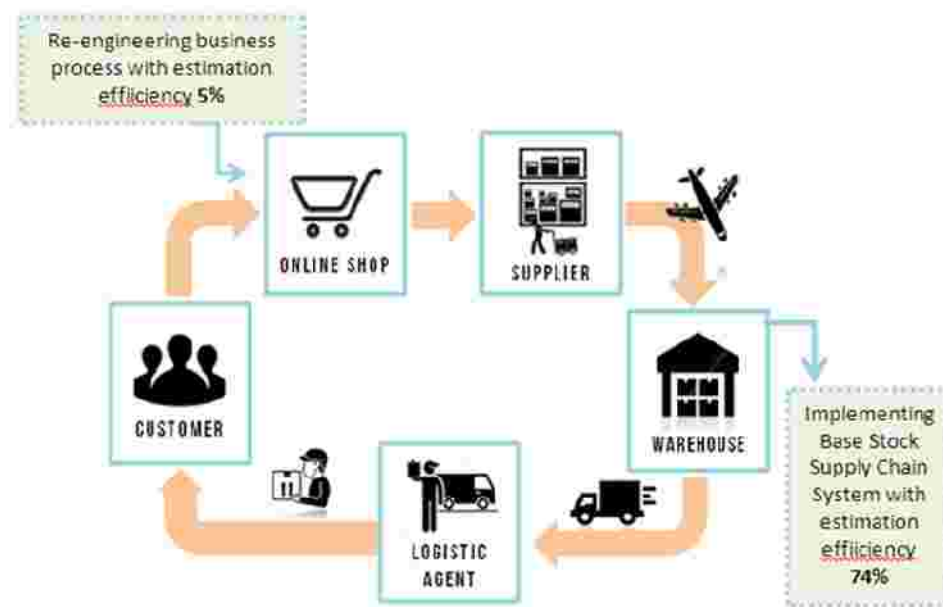 Re-engineering business
process with estimation
effiiciency 5%
ONLINE SHOP
SUPPLIER
CUSTOMER
WAREHOUSE
LOGISTIC
AGENT
Implementing
Base Stock
Supply Chain
System with
estimation
effiiciency
74%